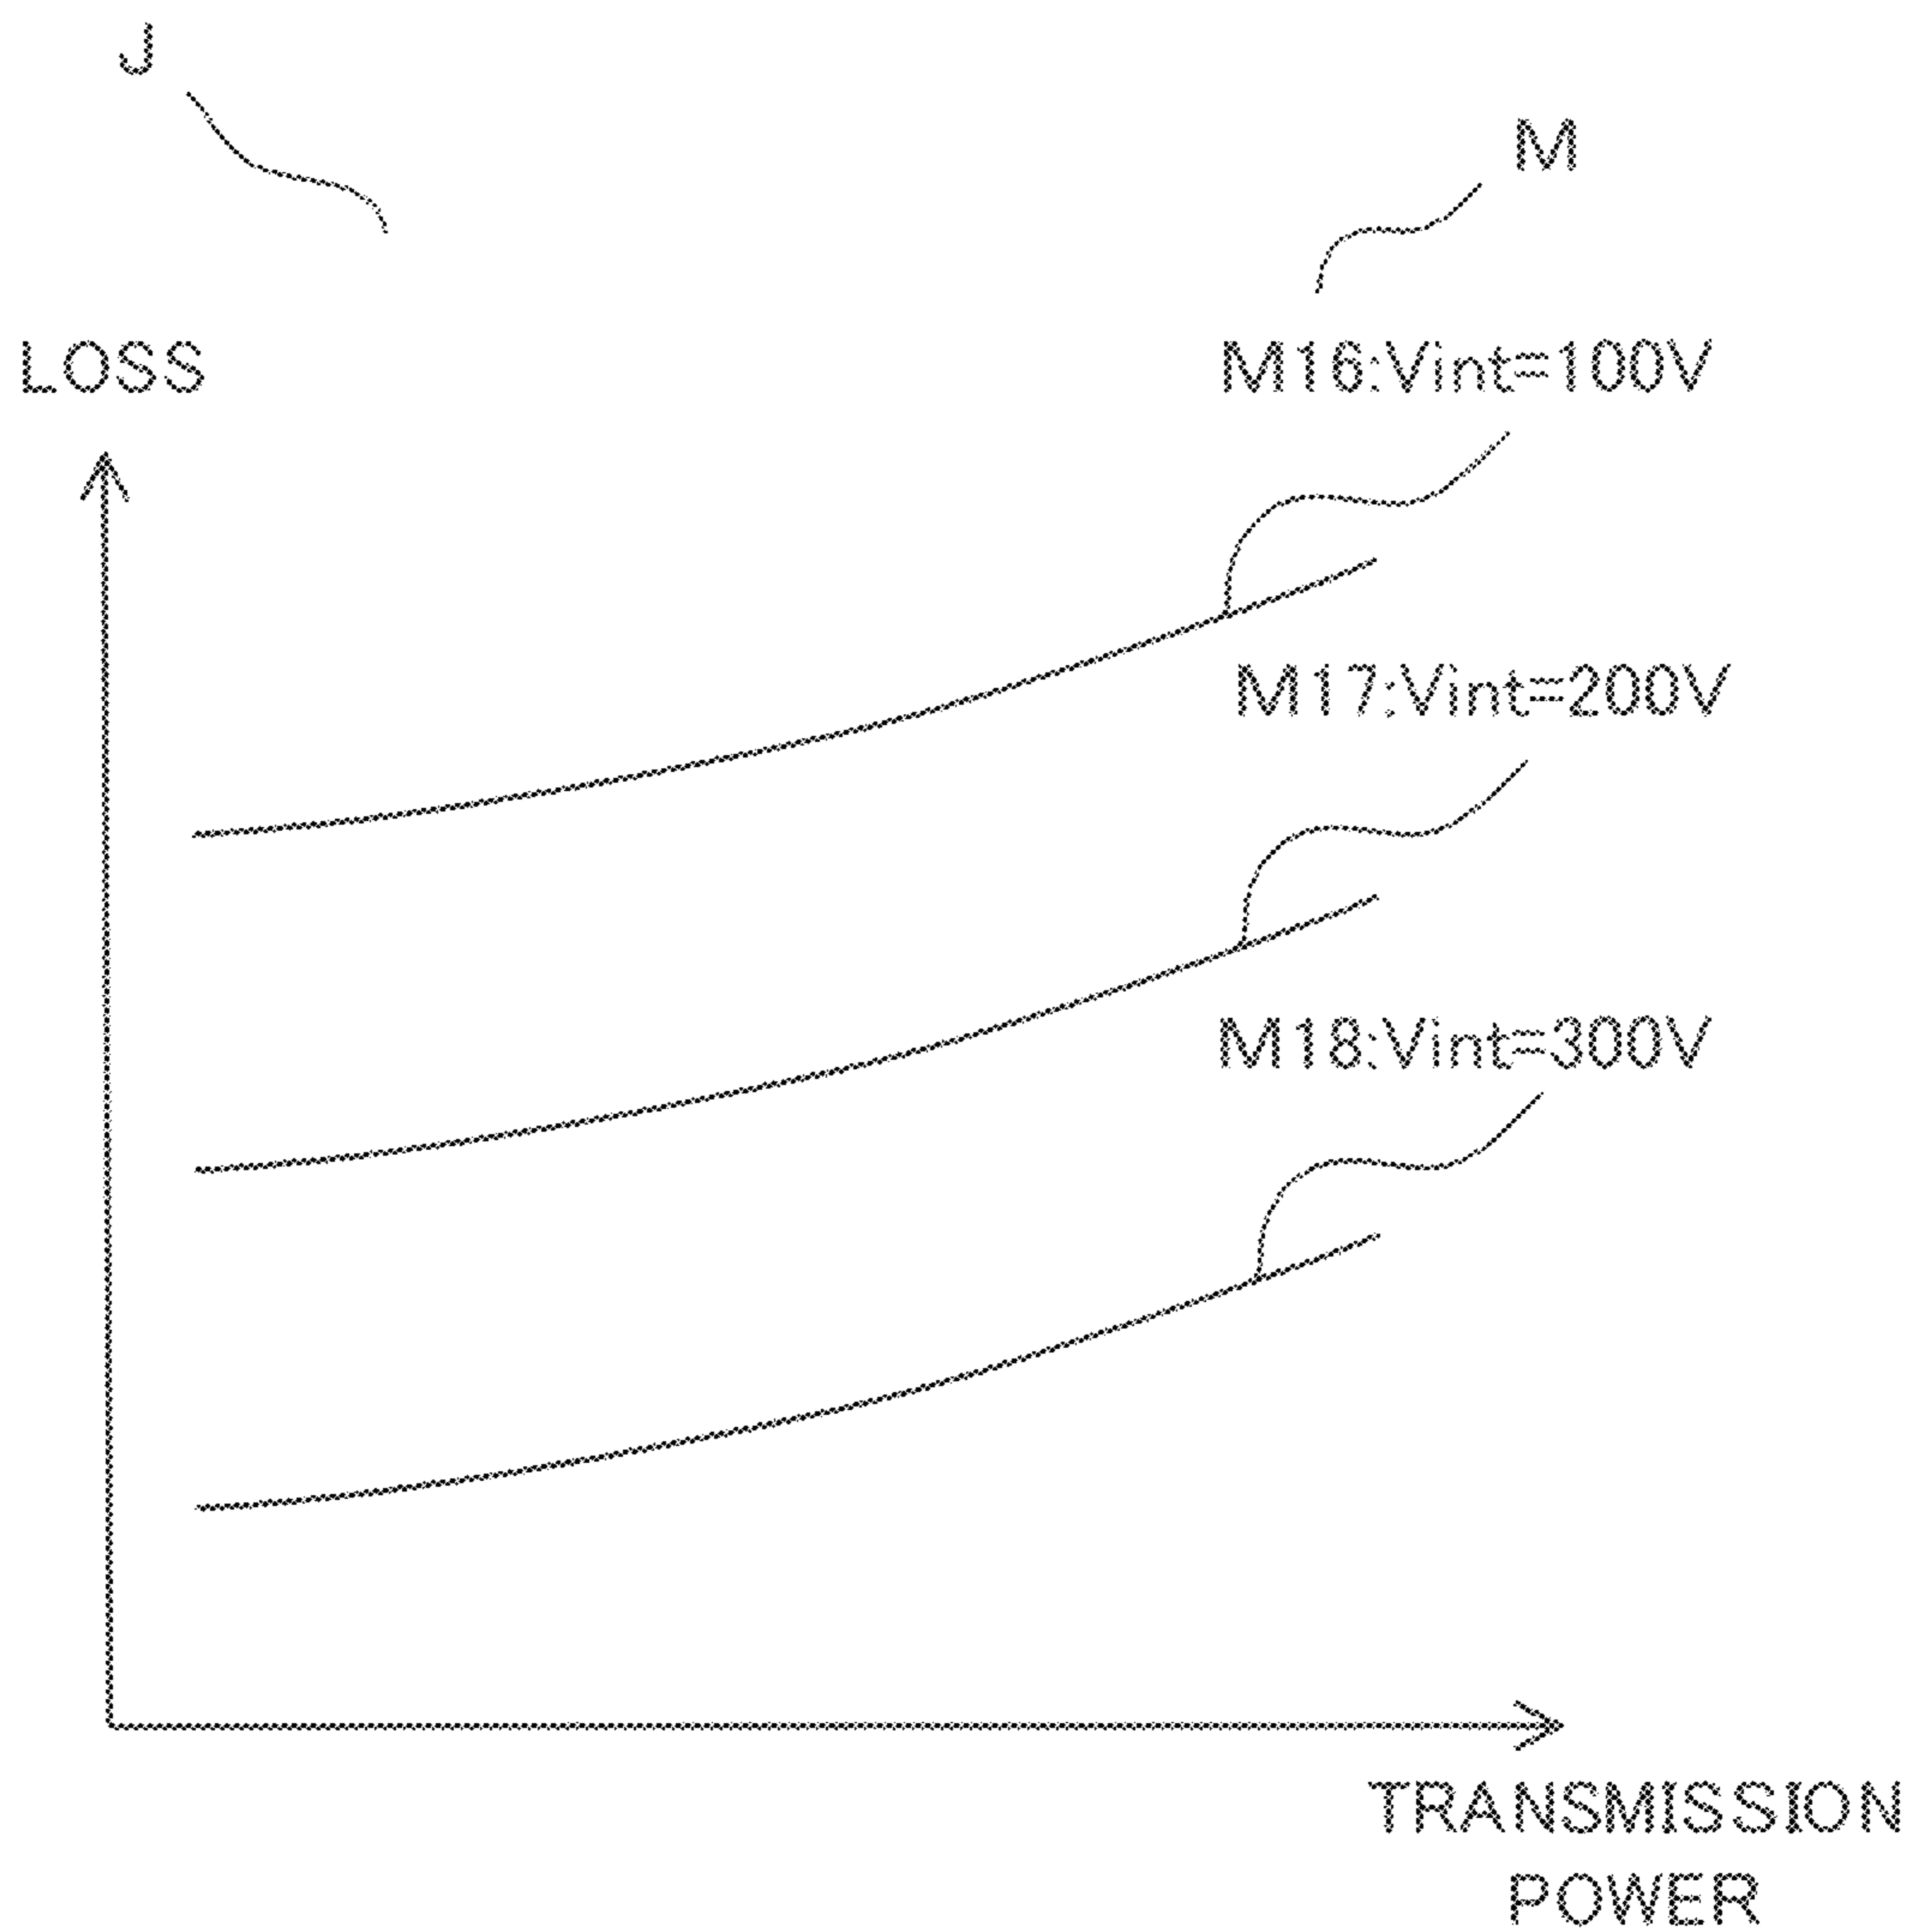 J
M
LOSS
M16:Vint=100V
M17:Vint=200V
M18:Vint=300V
TRANSMISSION
POWER